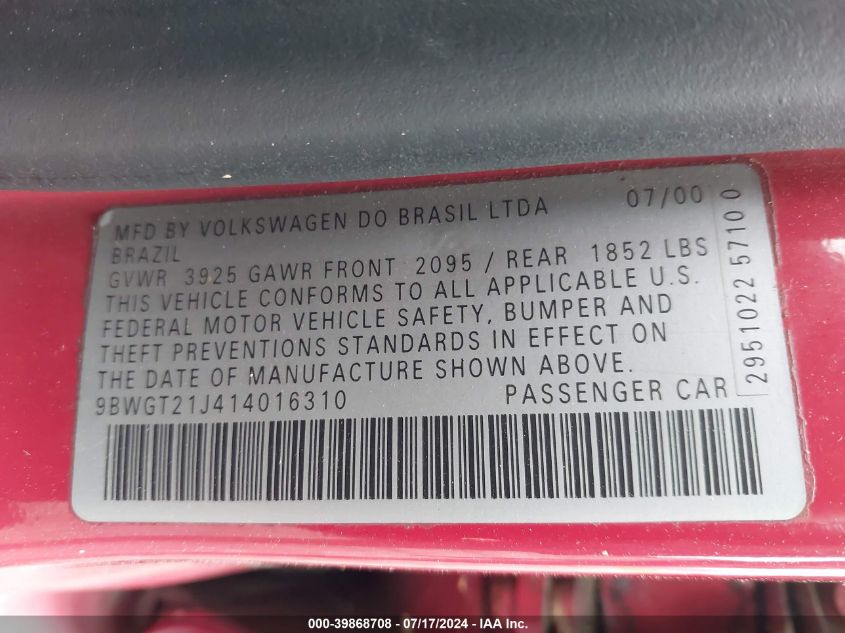 MFD BY VOLKSWAGEN DO BRASIL LTDA 07/00
BRAZIL
GVWR 3925 GAWR FRONT 2095 / REAR 1852 LBS
THIS VEHICLE CONFORMS TO ALL APPLICABLE U.S.
FEDERAL MOTOR VEHICLE SAFETY, BUMPER AND
THEFT PREVENTIONS STANDARDS IN EFFECT ON
THE DATE OF MANUFACTURE SHOWN ABOVE.
9BWGT21J414016310 PASSENGER CAR
2951022 5710 0
000-39868708 - 07/17/2024 - IAA Inc.